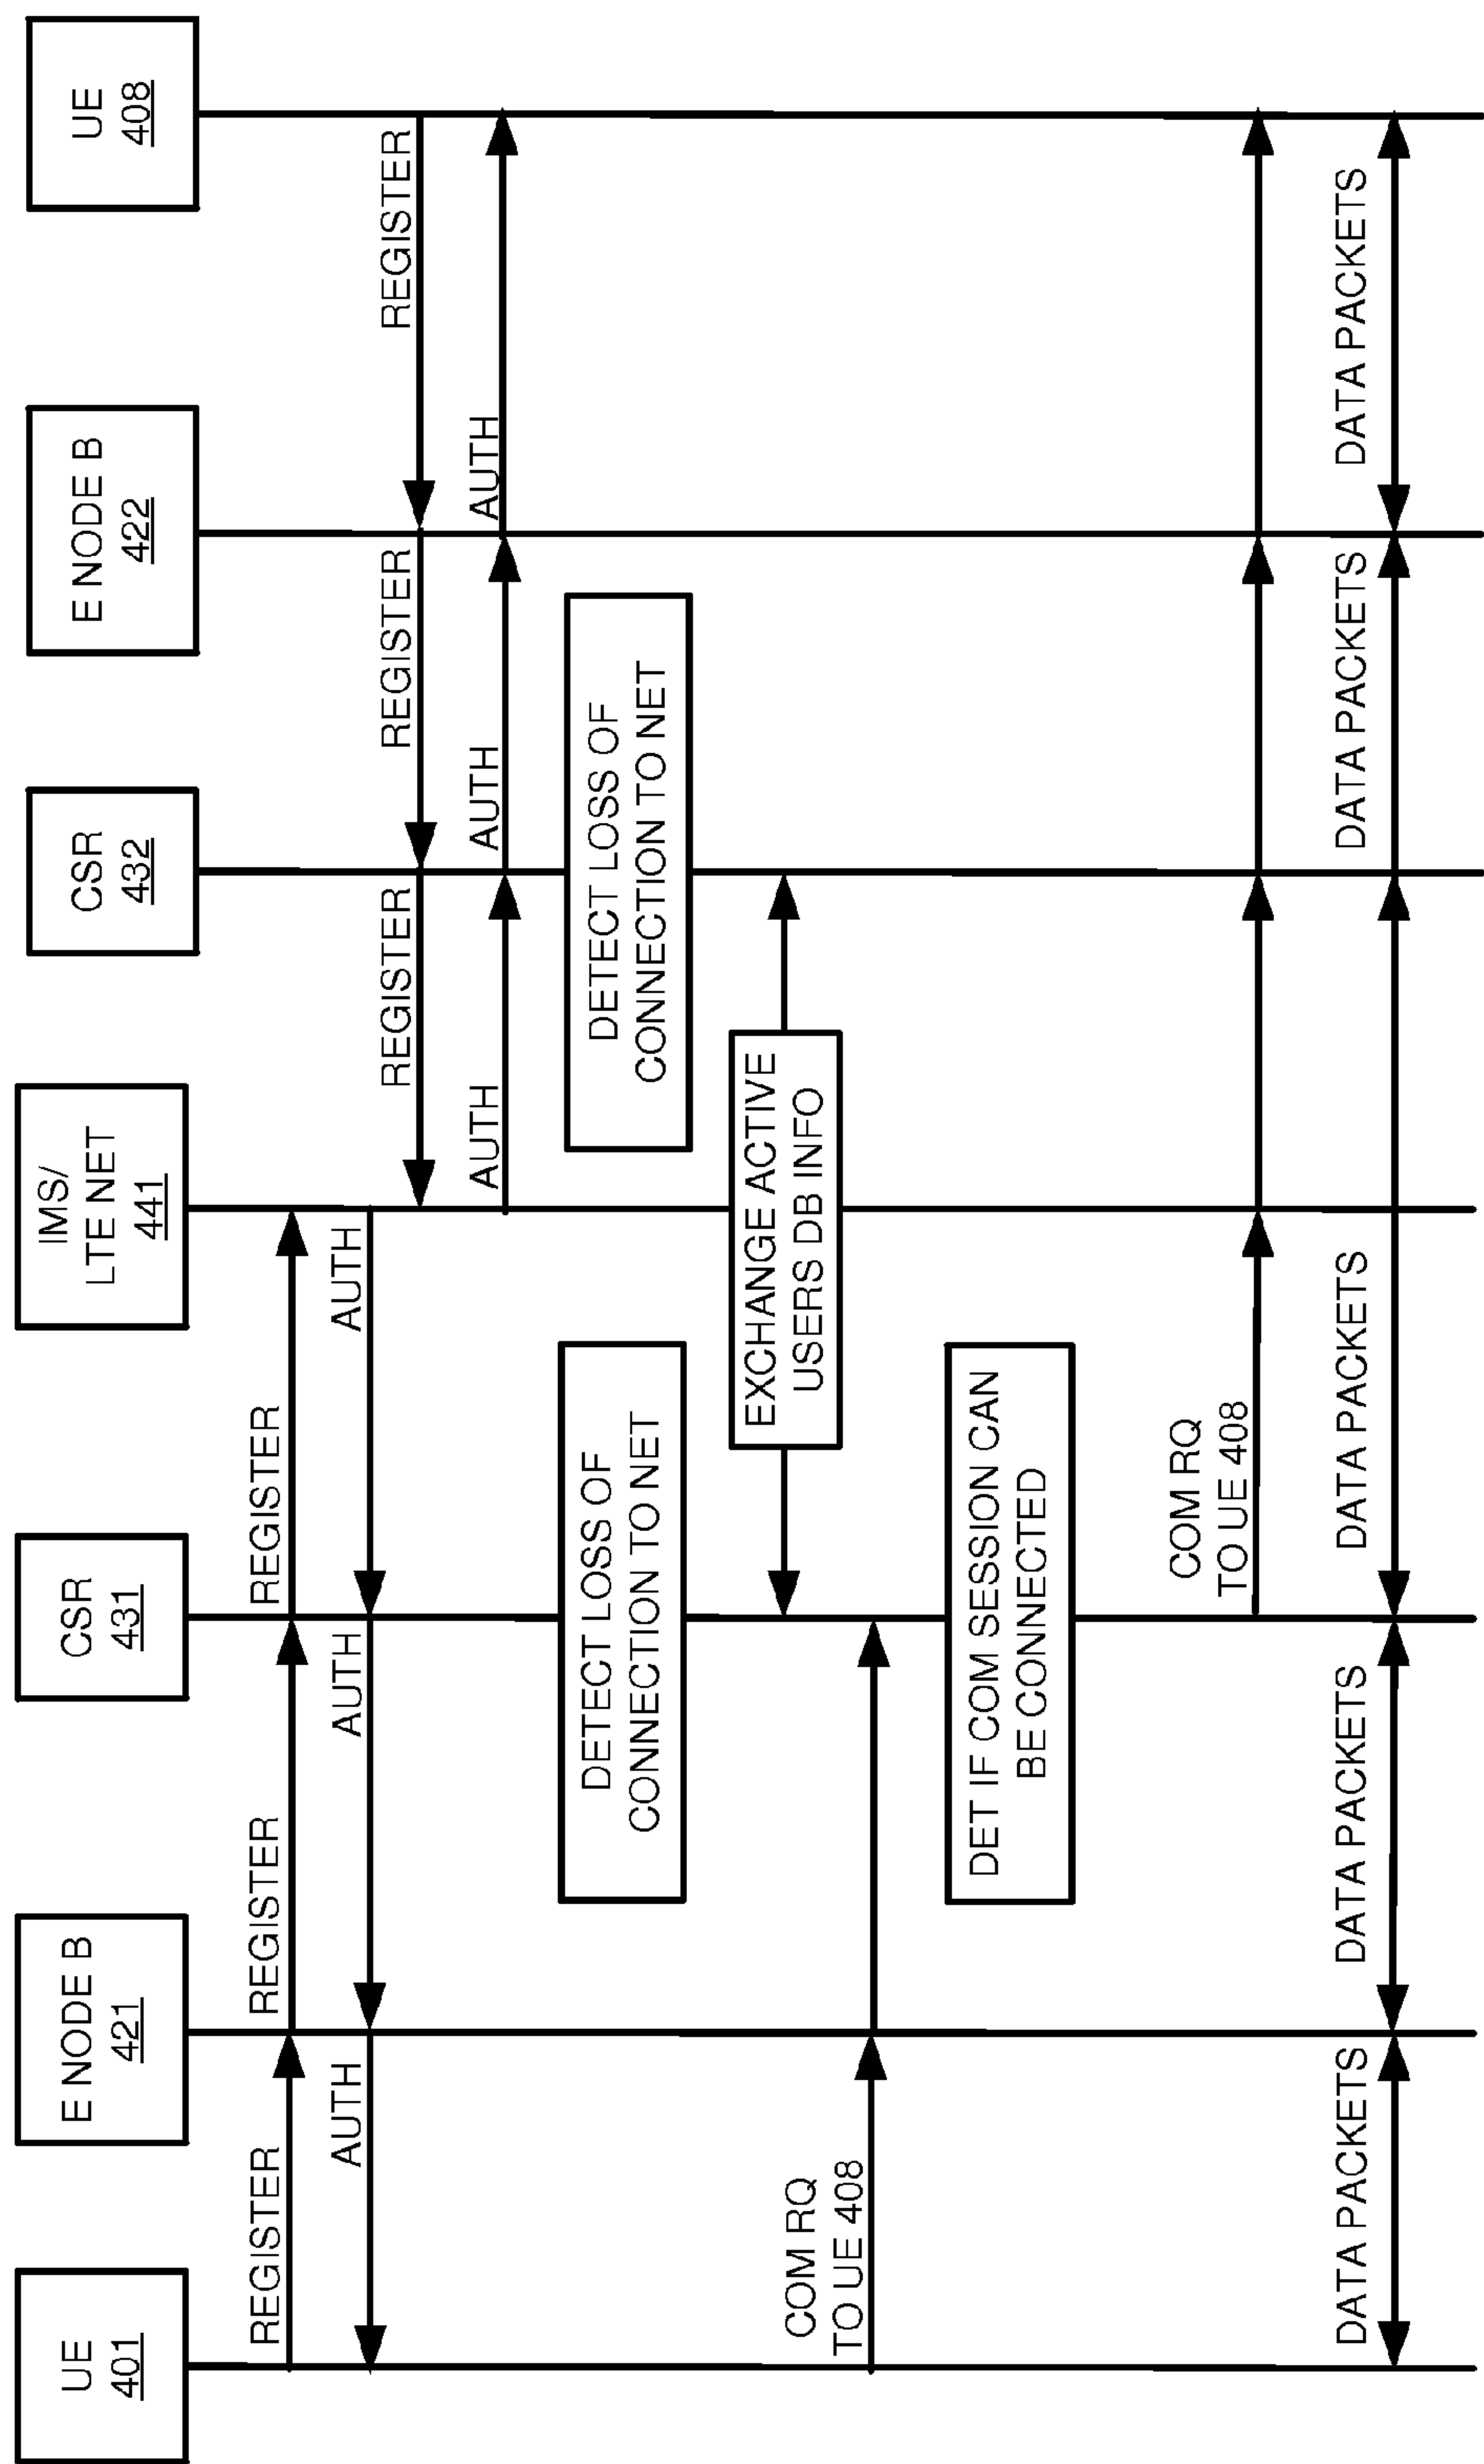 UE
401
E NODE B
421
CSR
431
IMS/
LTE NET
441
CSR
432
E NODE B
422
UE
408
REGISTER
REGISTER
REGISTER
AUTH
AUTH
AUTH
REGISTER
REGISTER
REGISTER
AUTH
AUTH
AUTH
DETECT LOSS OF
CONNECTION TO NET
DETECT LOSS OF
CONNECTION TO NET
EXCHANGE ACTIVE
USERS DB INFO
COM RQ
TO UE 408
DET IF COM SESSION CAN
BE CONNECTED
COM RQ
TO UE 408
DATA PACKETS
DATA PACKETS
DATA PACKETS
DATA PACKETS
DATA PACKETS